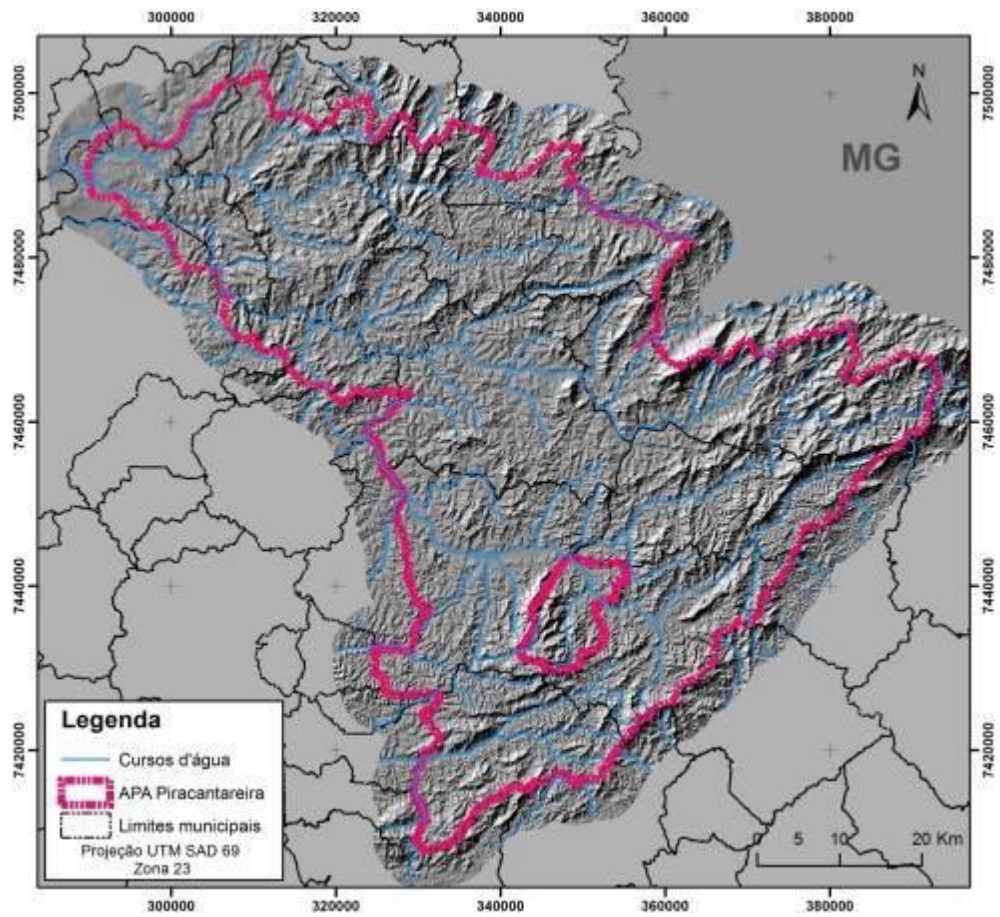 300000 320000 340000 360000 380000
7500000 7500000
N
MG
7480000 7480000
7460000 7460000
7440000 7440000
7420000 7420000
Legenda
Cursos d'água
APA Piracantareira
Limites municipais
Projeção UTM SAD 69
Zona 23
0 5 10 20 Km
300000 320000 340000 360000 380000